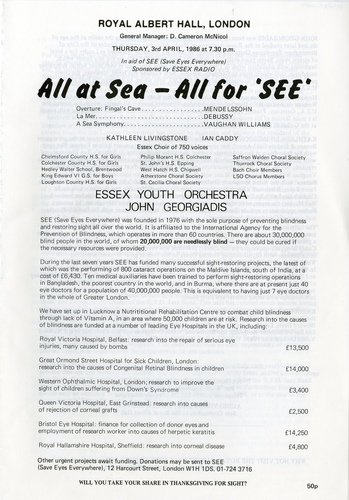 ROYAL ALBERT HALL, LONDON
General Manager: D. Cameron McNicol
THURSDAY, 3rd APRIL, 1986 at 7.30 p.m.
In aid of SEE (Save Eyes Everywhere)
Sponsored by ESSEX RADIO
All at Sea – All for 'SEE'
Overture: Fingal's Cave . . . . . . . . . . . . . . . . MENDELSSOHN
La Mer . . . . . . . . . . . . . . . . . . . . . . . . . . . DEBUSSY
A Sea Symphony . . . . . . . . . . . . . . . . . . . . VAUGHAN WILLIAMS
KATHLEEN LIVINGSTONE IAN CADDY
Essex Choir of 750 voices
Chelmsford County H.S. for Girls Philip Morant H.S. Colchester Saffron Walden Choral Society
Colchester County H.S. for Girls St. John's H.S. Epping Thurrock Choral Society
Hedley Walter School, Brentwood West Hatch H.S. Chigwell Bach Choir Members
King Edward VI G.S. for Boys Atherstone Choral Society LSO Chorus Members
Loughton County H.S. for Girls St. Cecilia Choral Society
ESSEX YOUTH ORCHESTRA
JOHN GEORGIADIS
SEE (Save Eyes Everywhere) was founded in 1976 with the sole purpose of preventing blindness
and restoring sight all over the world. It is affiliated to the International Agency for the
Prevention of Blindness, which operates in more than 60 countries. There are about 30,000,000
blind people in the world, of whom 20,000,000 are needlessly blind — they could be cured if
the necessary resources were provided.
During the last seven years SEE has funded many successful sight-restoring projects, the latest of
which was the performing of 800 cataract operations on the Maldive Islands, south of India, at a
cost of £6,430. Ten medical auxiliaries have been trained to perform sight-restoring operations
in Bangladesh, the poorest country in the world, and in Burma, where there are at present just 40
eye doctors for a population of 40,000,000 people. This is equivalent to having just 7 eye doctors
in the whole of Greater London.
We have set up in Lucknow a Nutritional Rehabilitation Centre to combat child blindness
through lack of Vitamin A, in an area where 50,000 children are at risk. Research into the causes
of blindness are funded at a number of leading Eye Hospitals in the UK, including:
Royal Victoria Hospital, Belfast: research into the repair of serious eye
injuries, many caused by bombs £13,500
Great Ormond Street Hospital for Sick Children, London:
research into the causes of Congenital Retinal Blindness in children £14,000
Western Ophthalmic Hospital, London; research to improve the
sight of children suffering from Down's Syndrome £3,400
Queen Victoria Hospital, East Grinstead: research into causes
of rejection of corneal grafts £2,500
Bristol Eye Hospital: finance for collection of donor eyes and
employment of research worker into causes of herpetic keratitis £14,250
Royal Hallamshire Hospital, Sheffield: research into corneal disease £4,800
Other urgent projects await funding. Donations may be sent to SEE
(Save Eyes Everywhere), 12 Harcourt Street, London W1H 1DS. 01-724 3716
WILL YOU TAKE YOUR SHARE IN THANKSGIVING FOR SIGHT?
50p